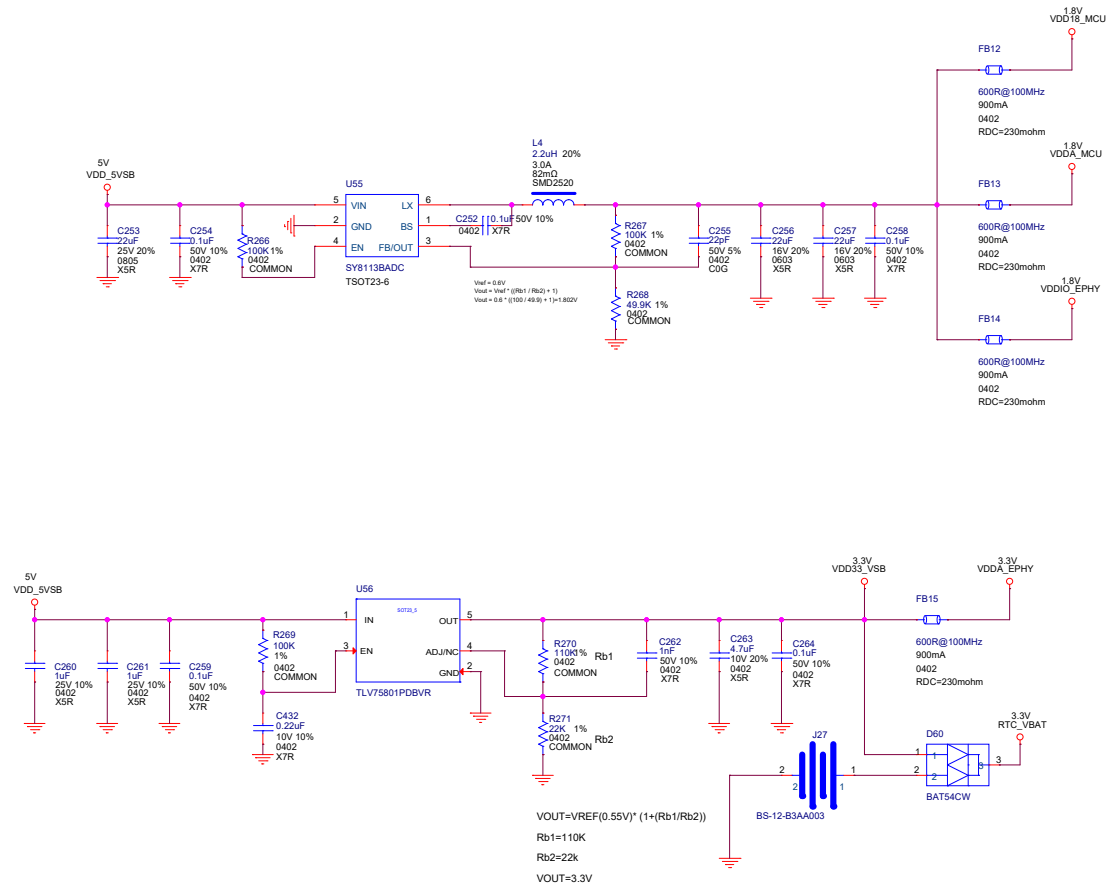 1.8V
VDD18_MCU
FB12
600R@100MHz
900mA
0402
RDC=230mohm
1.8V
VDDA_MCU
FB13
600R@100MHz
900mA
0402
RDC=230mohm
1.8V
VDDIO_EPHY
FB14
600R@100MHz
900mA
0402
RDC=230mohm
5V
VDD_5VSB
C253
22uF
25V 20%
0805
X5R
C254
0.1uF
50V 10%
0402
X7R
R266
100K 1%
0402
COMMON
U55
5 VIN LX 6
2 GND BS 1
4 EN FB/OUT 3
SY8113BADC
TSOT23-6
C252 0.1uF 50V 10%
0402 X7R
L4
2.2uH 20%
3.0A
82mΩ
SMD2520
Vref = 0.6V
Vout = Vref * ((Rb1 / Rb2) + 1)
Vout = 0.6 * ((100 / 49.9) + 1)=1.802V
R267
100K 1%
0402
COMMON
R268
49.9K 1%
0402
COMMON
C255
22pF
50V 5%
0402
C0G
C256
22uF
16V 20%
0603
X5R
C257
22uF
16V 20%
0603
X5R
C258
0.1uF
50V 10%
0402
X7R
5V
VDD_5VSB
C260
1uF
25V 10%
0402
X5R
C261
1uF
25V 10%
0402
X5R
C259
0.1uF
50V 10%
0402
X7R
R269
100K
1%
0402
COMMON
C432
0.22uF
10V 10%
0402
X7R
U56
SOT23_5
1 IN OUT 5
3 EN ADJ/NC 4
GND 2
TLV75801PDBVR
R270
110K 1%
0402
COMMON
Rb1
R271
22K 1%
0402
COMMON
Rb2
C262
1nF
50V 10%
0402
X7R
C263
4.7uF
10V 20%
0402
X5R
C264
0.1uF
50V 10%
0402
X7R
3.3V
VDD33_VSB
3.3V
VDDA_EPHY
FB15
600R@100MHz
900mA
0402
RDC=230mohm
J27
2 2 1 1
BS-12-B3AA003
D60
1 1
2 2
3 3
BAT54CW
3.3V
RTC_VBAT
VOUT=VREF(0.55V)* (1+(Rb1/Rb2))
Rb1=110K
Rb2=22k
VOUT=3.3V